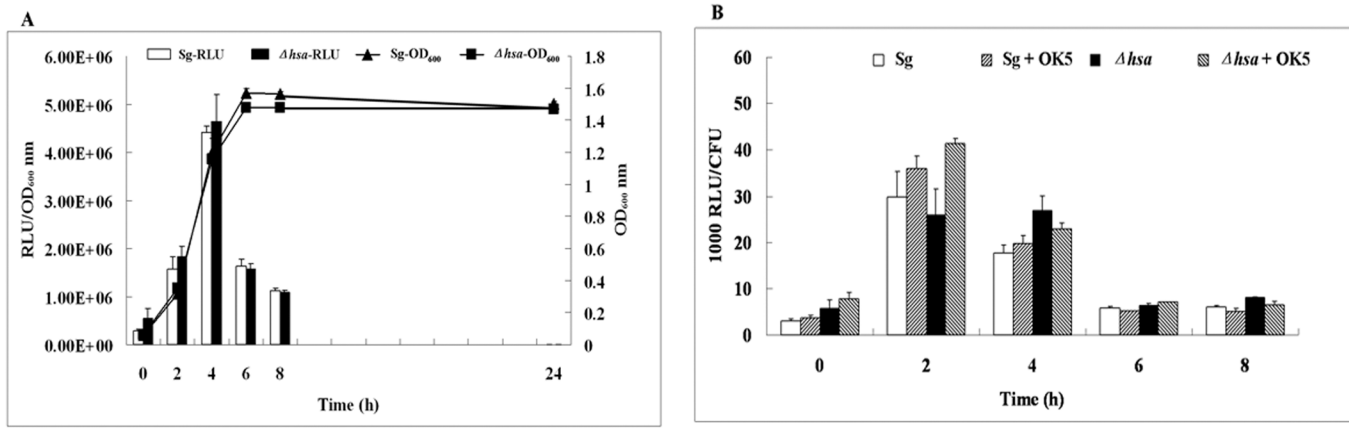 A
Sg-RLU Δhsa-RLU Sg-OD600 Δhsa-OD600
6.00E+06
5.00E+06
4.00E+06
3.00E+06
2.00E+06
1.00E+06
0.00E+00
RLU/OD600 nm
1.8
1.6
1.4
1.2
1
0.8
0.6
0.4
0.2
0
OD600 nm
0 2 4 6 8 24
Time (h)
B
Sg Sg + OK5 Δhsa Δhsa + OK5
60
50
40
30
20
10
0
1000 RLU/CFU
0 2 4 6 8
Time (h)